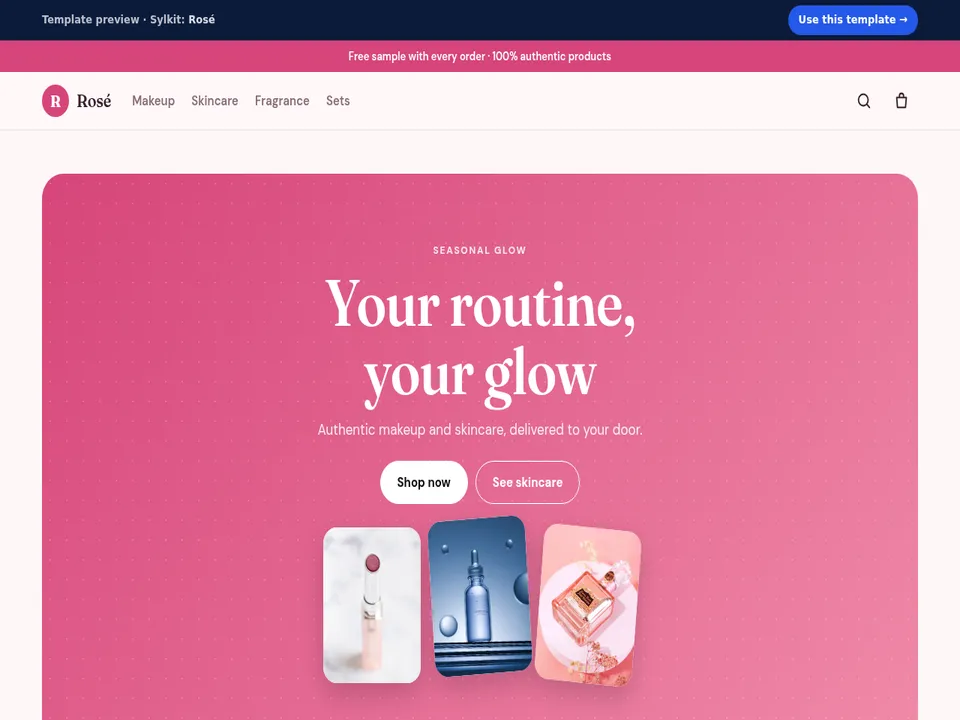 Template preview · Sylkit: Rosé
Use this template →
Free sample with every order · 100% authentic products
R Rosé
Makeup Skincare Fragrance Sets
SEASONAL GLOW
Your routine,
your glow
Authentic makeup and skincare, delivered to your door.
Shop now
See skincare